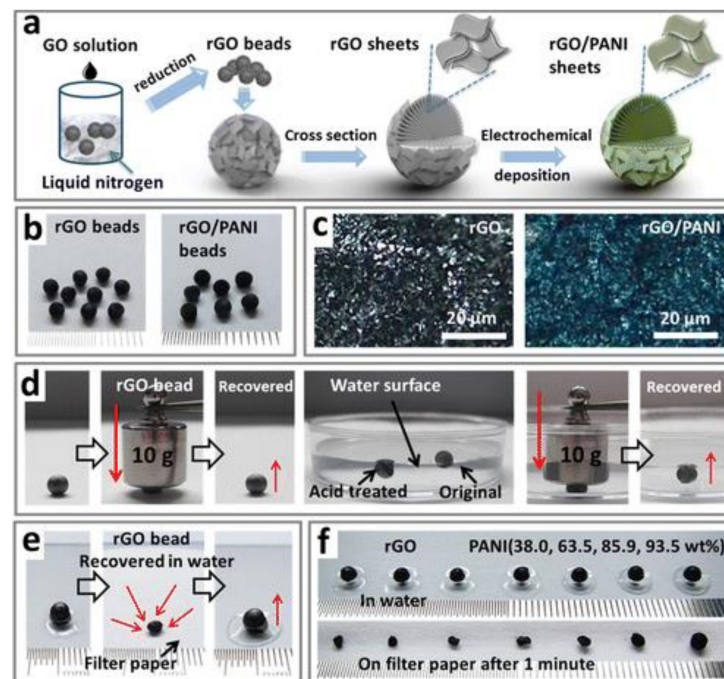 a
GO solution
rGO beads
rGO sheets
rGO/PANI
sheets
reduction
Cross section
Electrochemical
deposition
Liquid nitrogen
b
rGO beads
rGO/PANI
beads
c
rGO
20 μm
rGO/PANI
20 μm
d
rGO bead
10 g
Recovered
Water surface
Acid treated
Original
10 g
Recovered
e
rGO bead
Recovered in water
Filter paper
f
rGO
PANI(38.0, 63.5, 85.9, 93.5 wt%)
In water
On filter paper after 1 minute